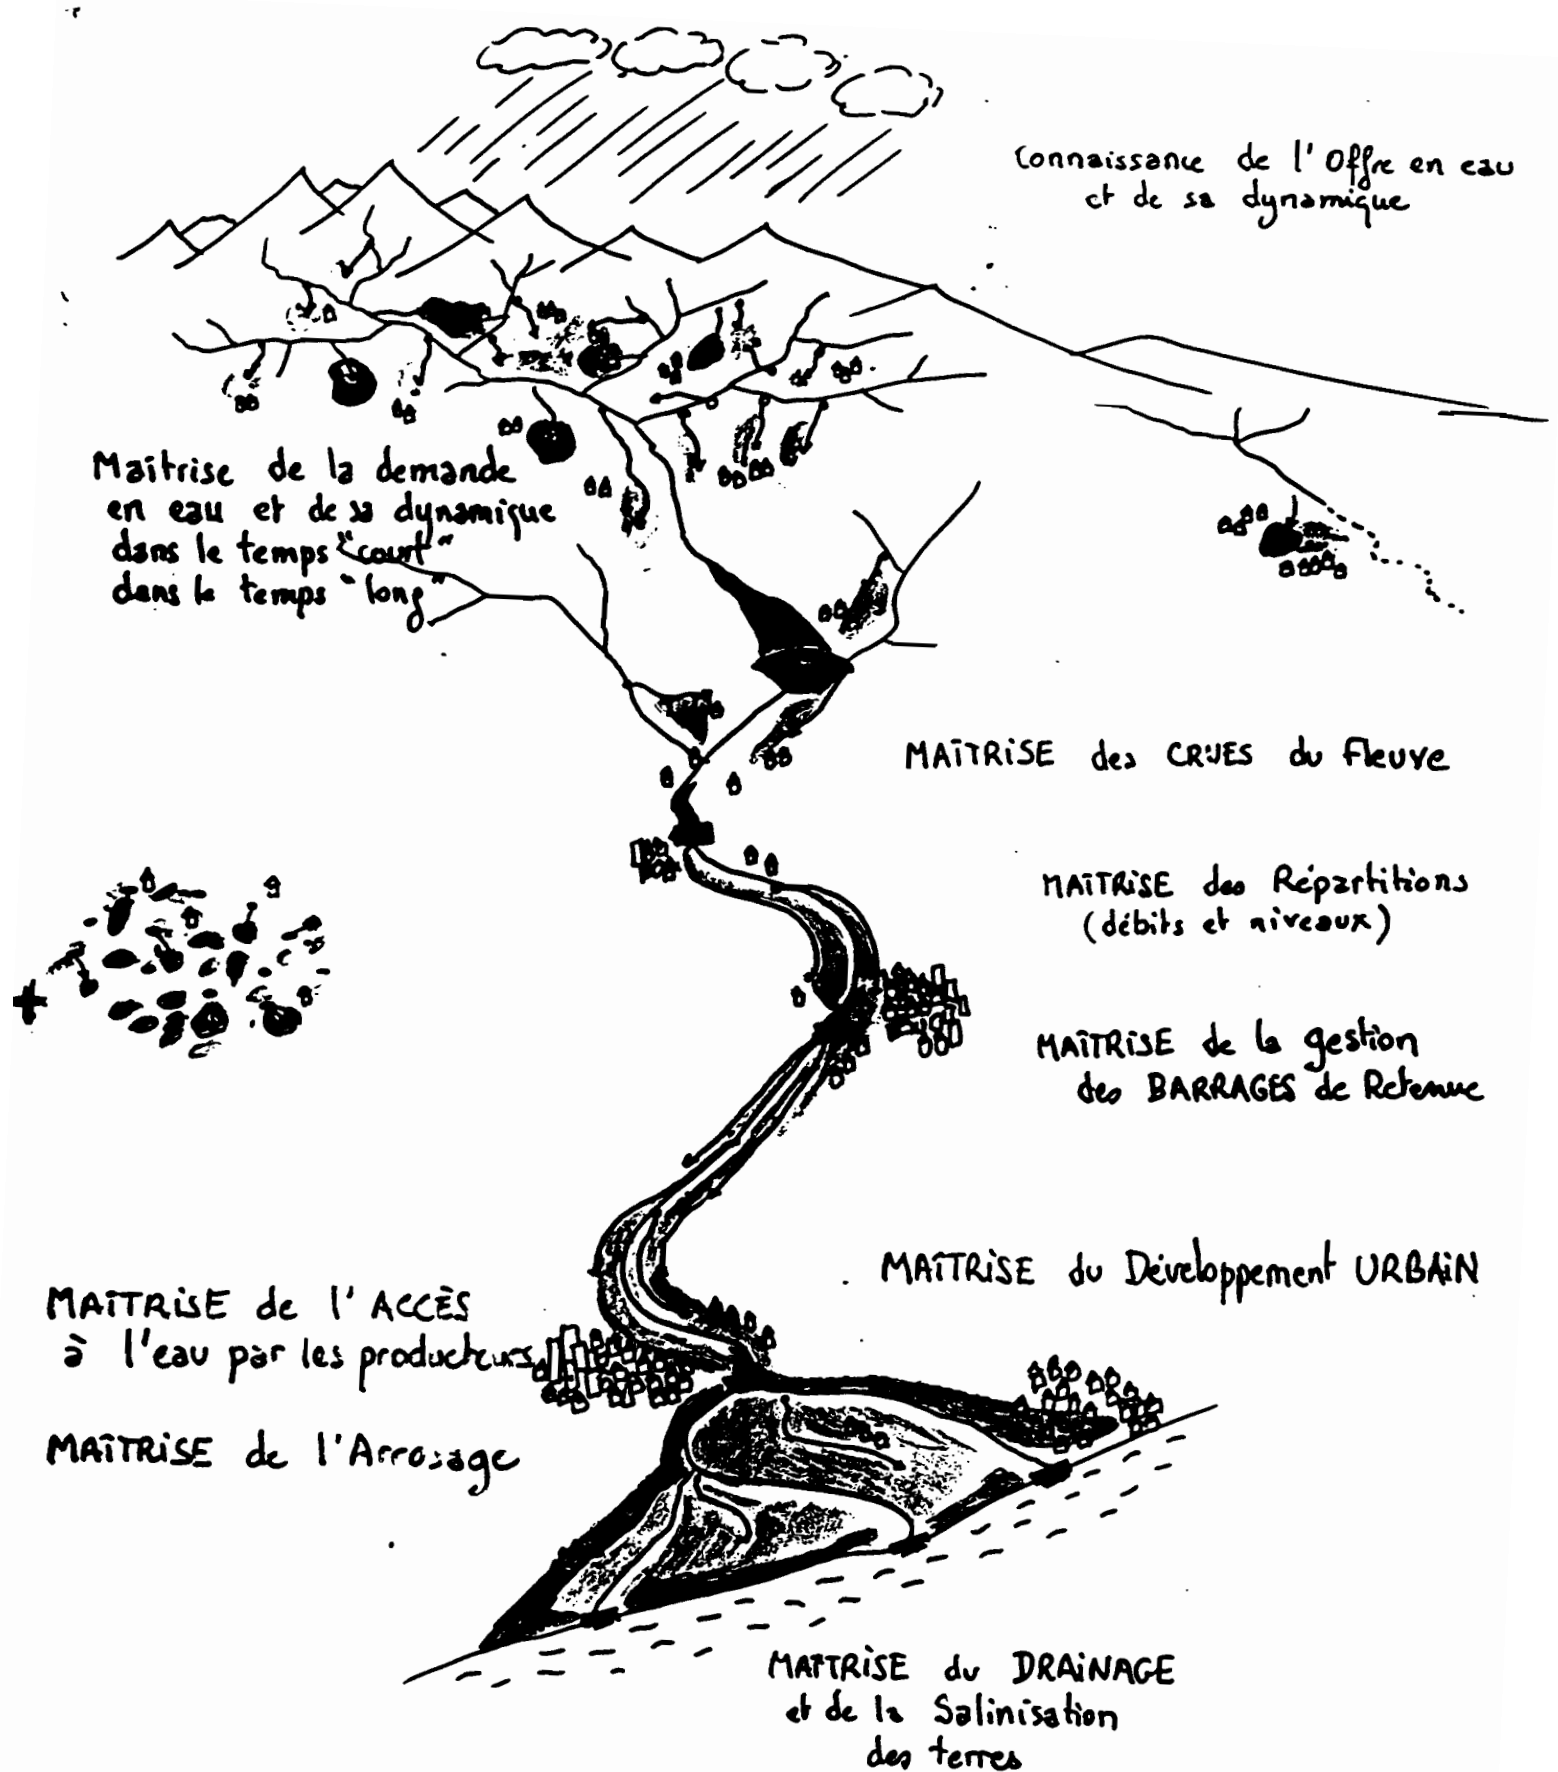 Connaissance de l'Offre en eau
et de sa dynamique
Maîtrise de la demande
en eau et de sa dynamique
dans le temps "court"
dans le temps "long"
MAÎTRISE des CRUES du Fleuve
MAÎTRISE des Répartitions
(débits et niveaux)
MAÎTRISE de la gestion
des BARRAGES de Retenue
MAÎTRISE du Développement URBAIN
MAÎTRISE de l'ACCÈS
à l'eau par les producteurs
MAÎTRISE de l'Arrosage
MAÎTRISE du DRAINAGE
et de la Salinisation
des terres